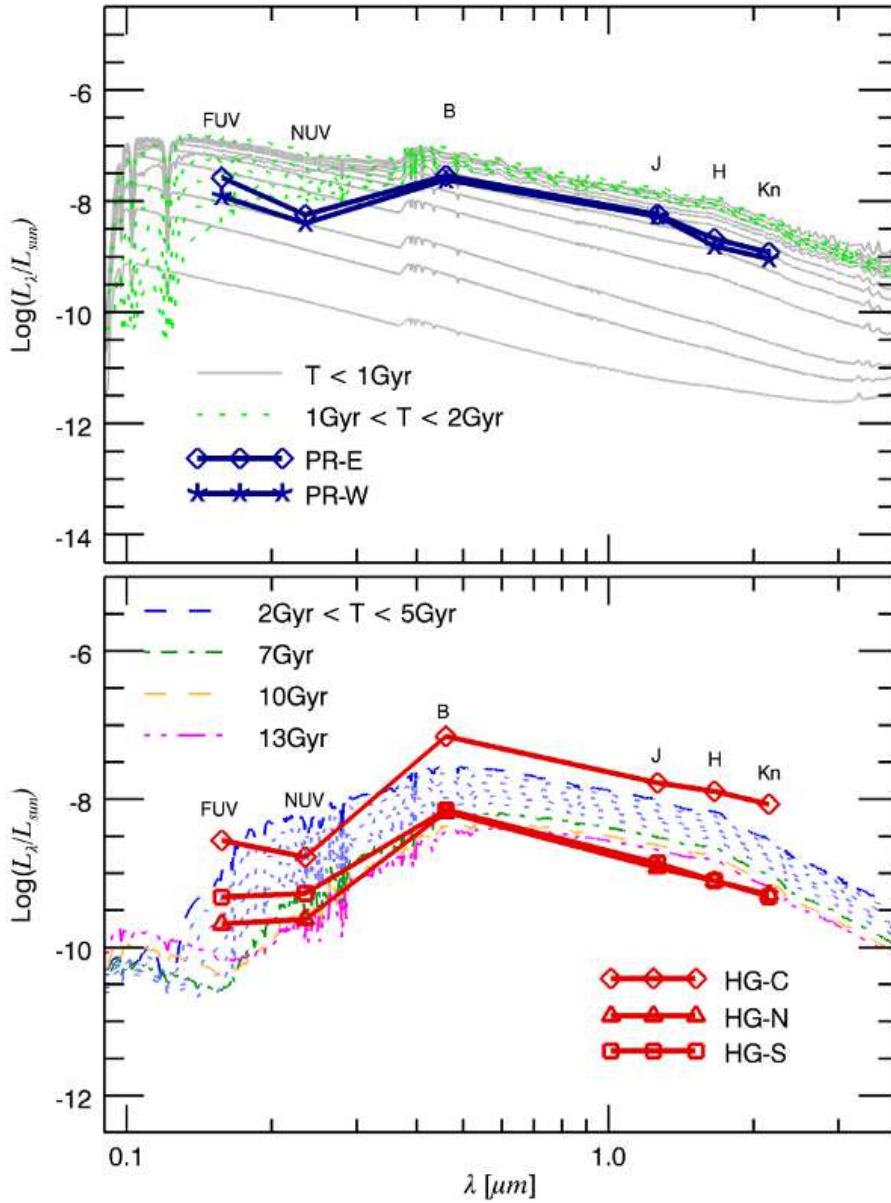 -6
FUV
NUV
B
J
H
Kn
-8
Log(Lλ/Lsun)
-10
T < 1Gyr
1Gyr < T < 2Gyr
-12
PR-E
PR-W
-14
2Gyr < T < 5Gyr
-6
7Gyr
10Gyr
13Gyr
B
J
H
Kn
-8
FUV
NUV
Log(Lλ/Lsun)
-10
HG-C
HG-N
HG-S
-12
0.1
1.0
λ [μm]